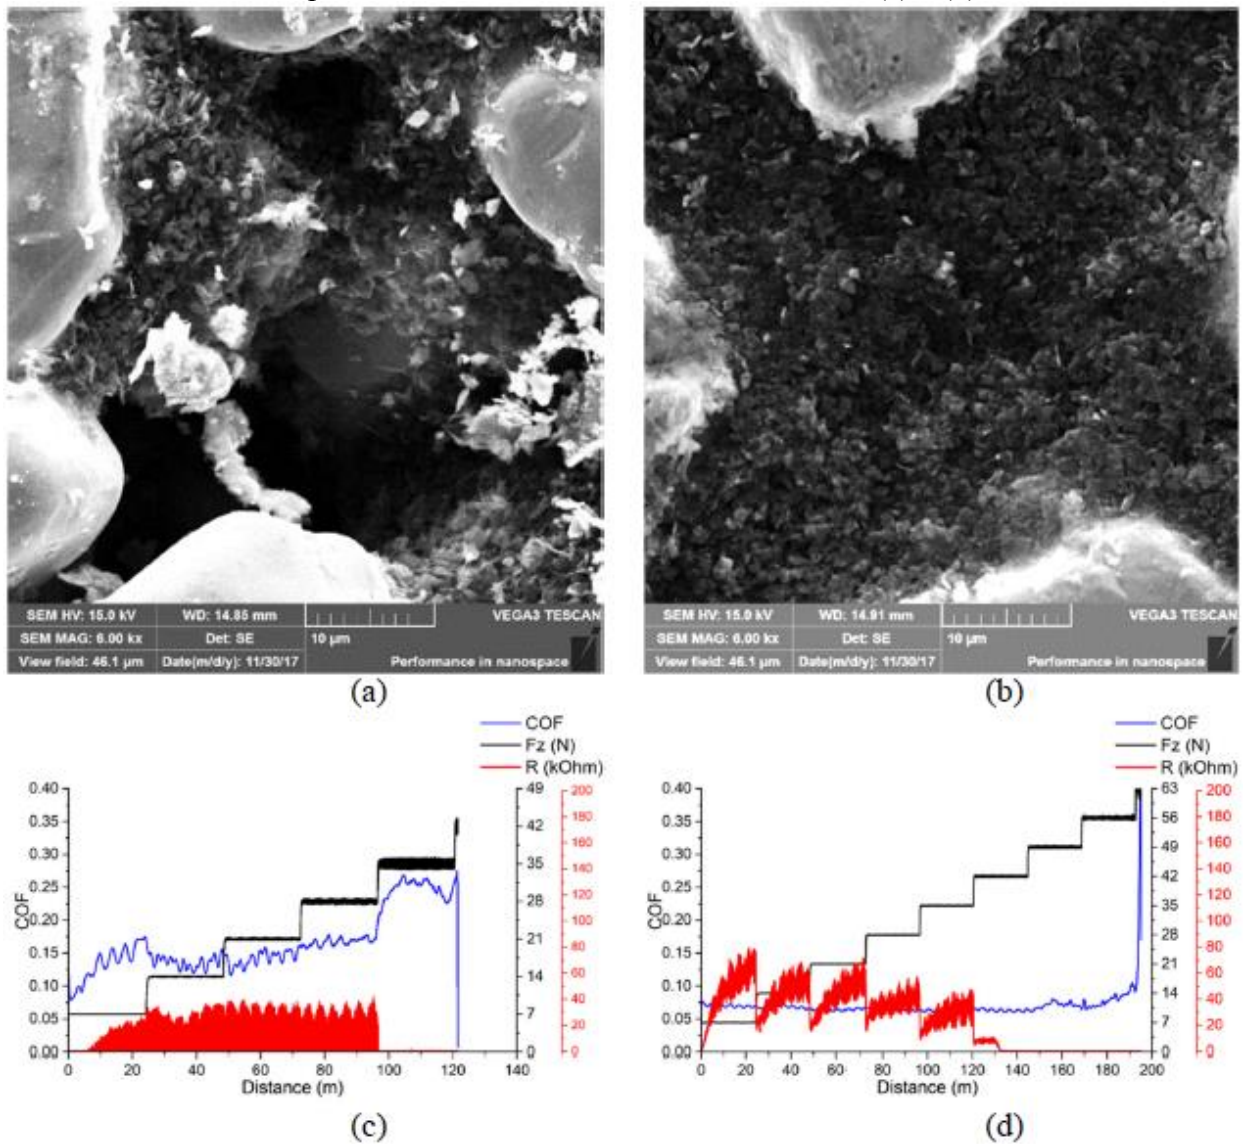 SEM HV: 15.0 kV
WD: 14.85 mm
VEGA3 TESCAN
SEM MAG: 6.00 kx
Det: SE
10 µm
View field: 46.1 µm
Date(m/d/y): 11/30/17
Performance in nanospace
(a)
SEM HV: 15.0 kV
WD: 14.91 mm
VEGA3 TESCAN
SEM MAG: 6.00 kx
Det: SE
10 µm
View field: 46.1 µm
Date(m/d/y): 11/30/17
Performance in nanospace
(b)
COF
Fz (N)
R (kOhm)
0.40
0.35
0.30
0.25
0.20
0.15
0.10
0.05
0.00
COF
49
42
35
28
21
14
7
0
200
180
160
140
120
100
80
60
40
20
0
0 20 40 60 80 100 120 140
Distance (m)
(c)
COF
Fz (N)
R (kOhm)
0.40
0.35
0.30
0.25
0.20
0.15
0.10
0.05
0.00
COF
63
56
49
42
35
28
21
14
7
0
200
180
160
140
120
100
80
60
40
20
0
0 20 40 60 80 100 120 140 160 180 200
Distance (m)
(d)